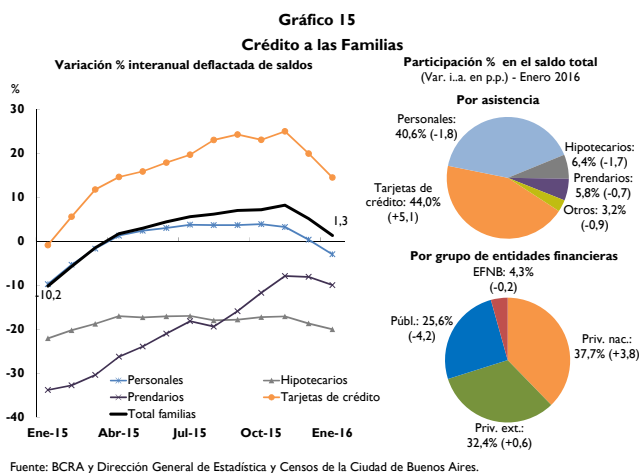 Gráfico 15
Crédito a las Familias
Variación % interanual deflactada de saldos
%
30
20
10
0
-10
-20
-30
-40
1,3
-10,2
Personales
Hipotecarios
Prendarios
Tarjetas de crédito
Total familias
Ene-15
Abr-15
Jul-15
Oct-15
Ene-16
Participación % en el saldo total
(Var. i..a. en p.p.) - Enero 2016
Por asistencia
Personales:
40,6% (-1,8)
Hipotecarios:
6,4% (-1,7)
Prendarios:
5,8% (-0,7)
Otros: 3,2%
(-0,9)
Tarjetas de
crédito: 44,0%
(+5,1)
Por grupo de entidades financieras
EFNB: 4,3%
(-0,2)
Públ.: 25,6%
(-4,2)
Priv. nac.:
37,7% (+3,8)
Priv. ext.:
32,4% (+0,6)
Fuente: BCRA y Dirección General de Estadística y Censos de la Ciudad de Buenos Aires.